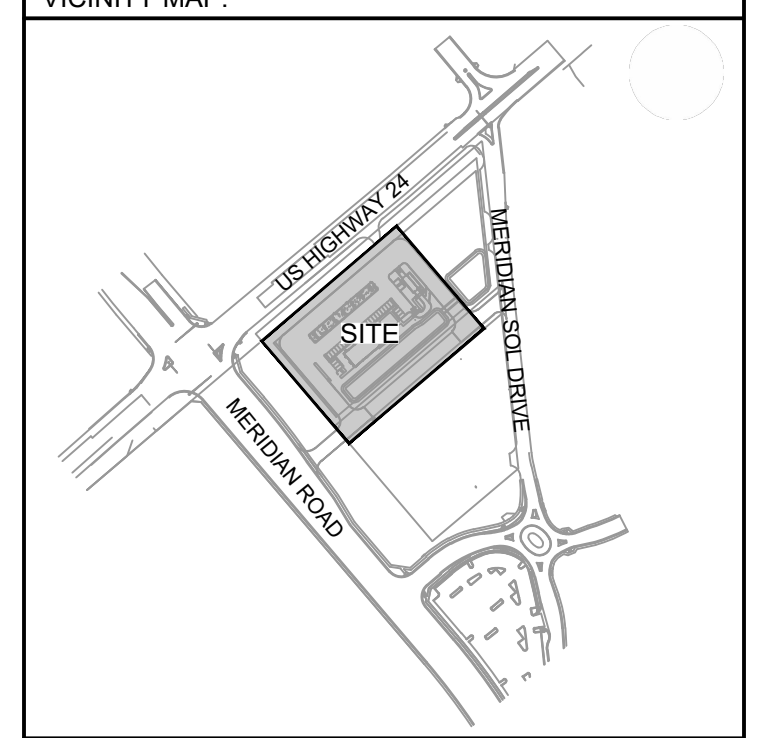 VICINITY MAP:
US HIGHWAY 24
MERIDIAN SOL DRIVE
SITE
MERIDIAN ROAD